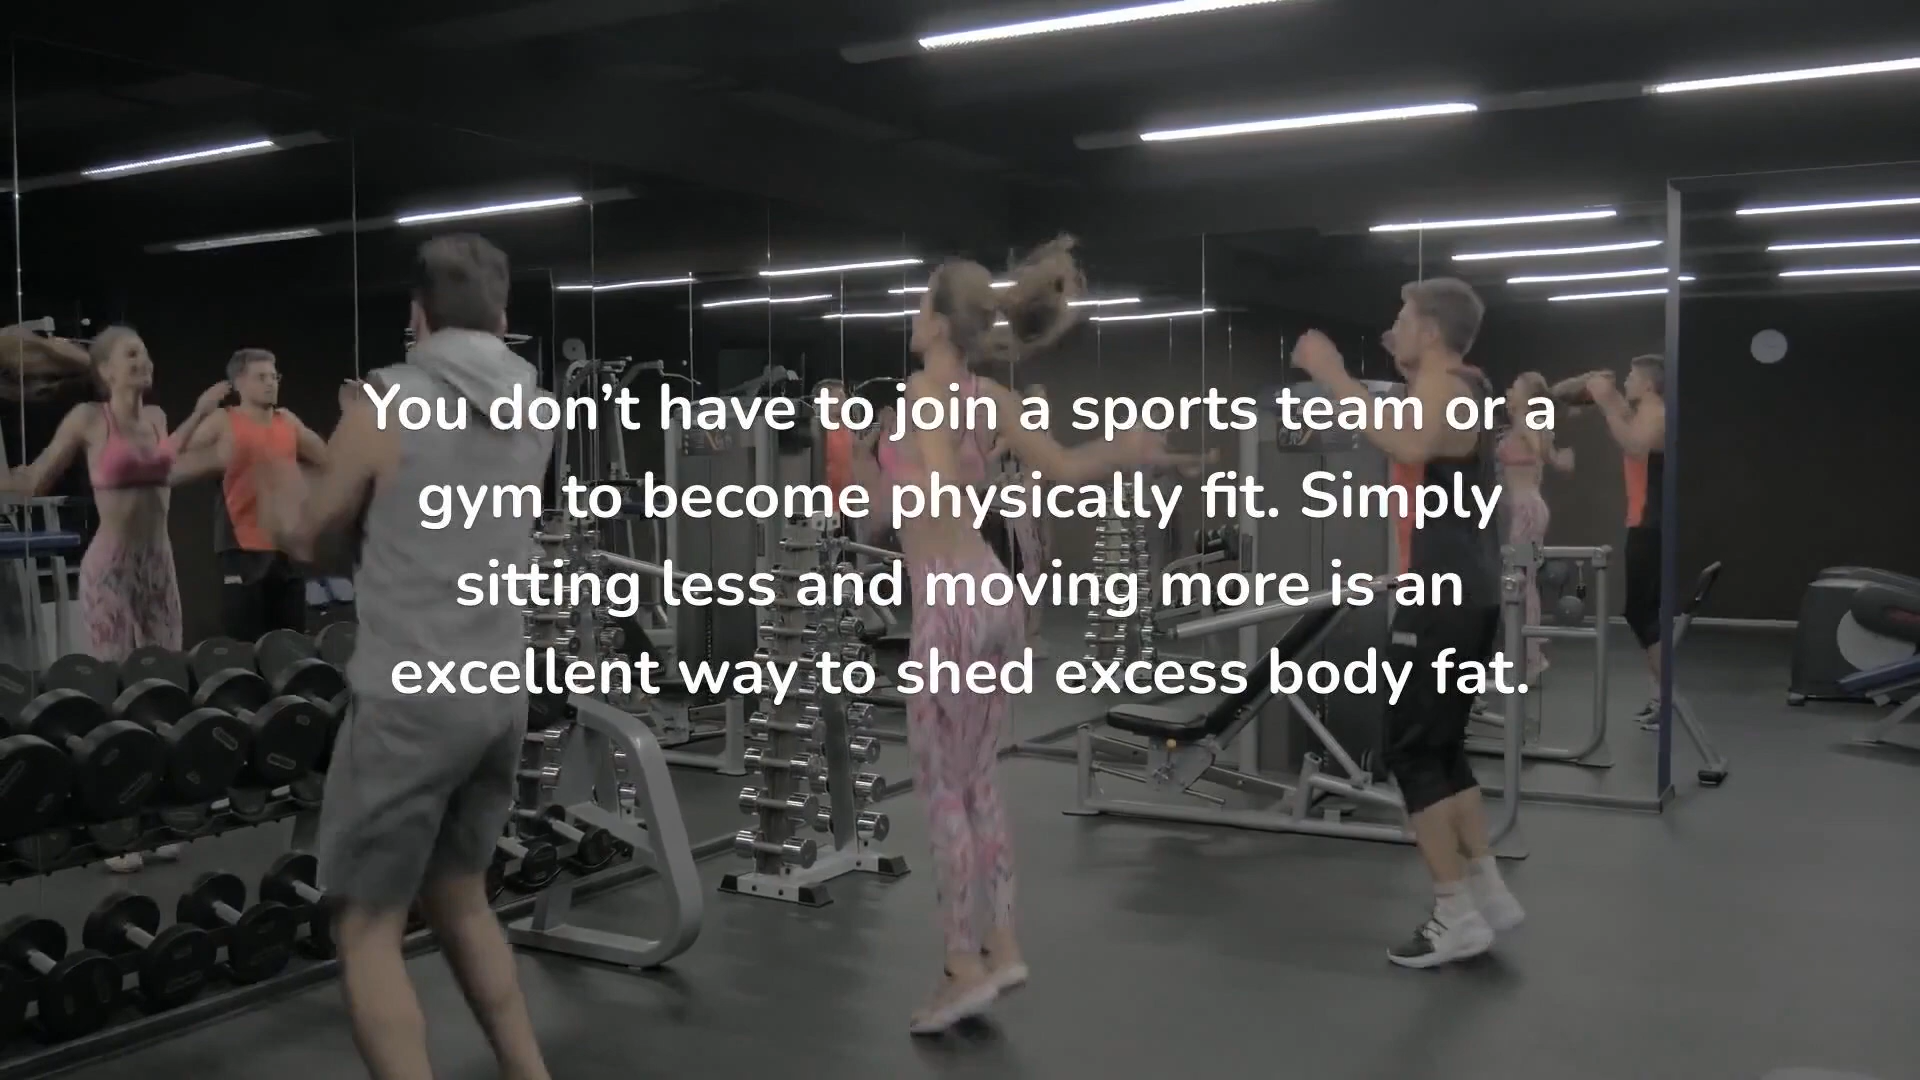 You don’t have to join a sports team or a
gym to become physically fit. Simply
sitting less and moving more is an
excellent way to shed excess body fat.